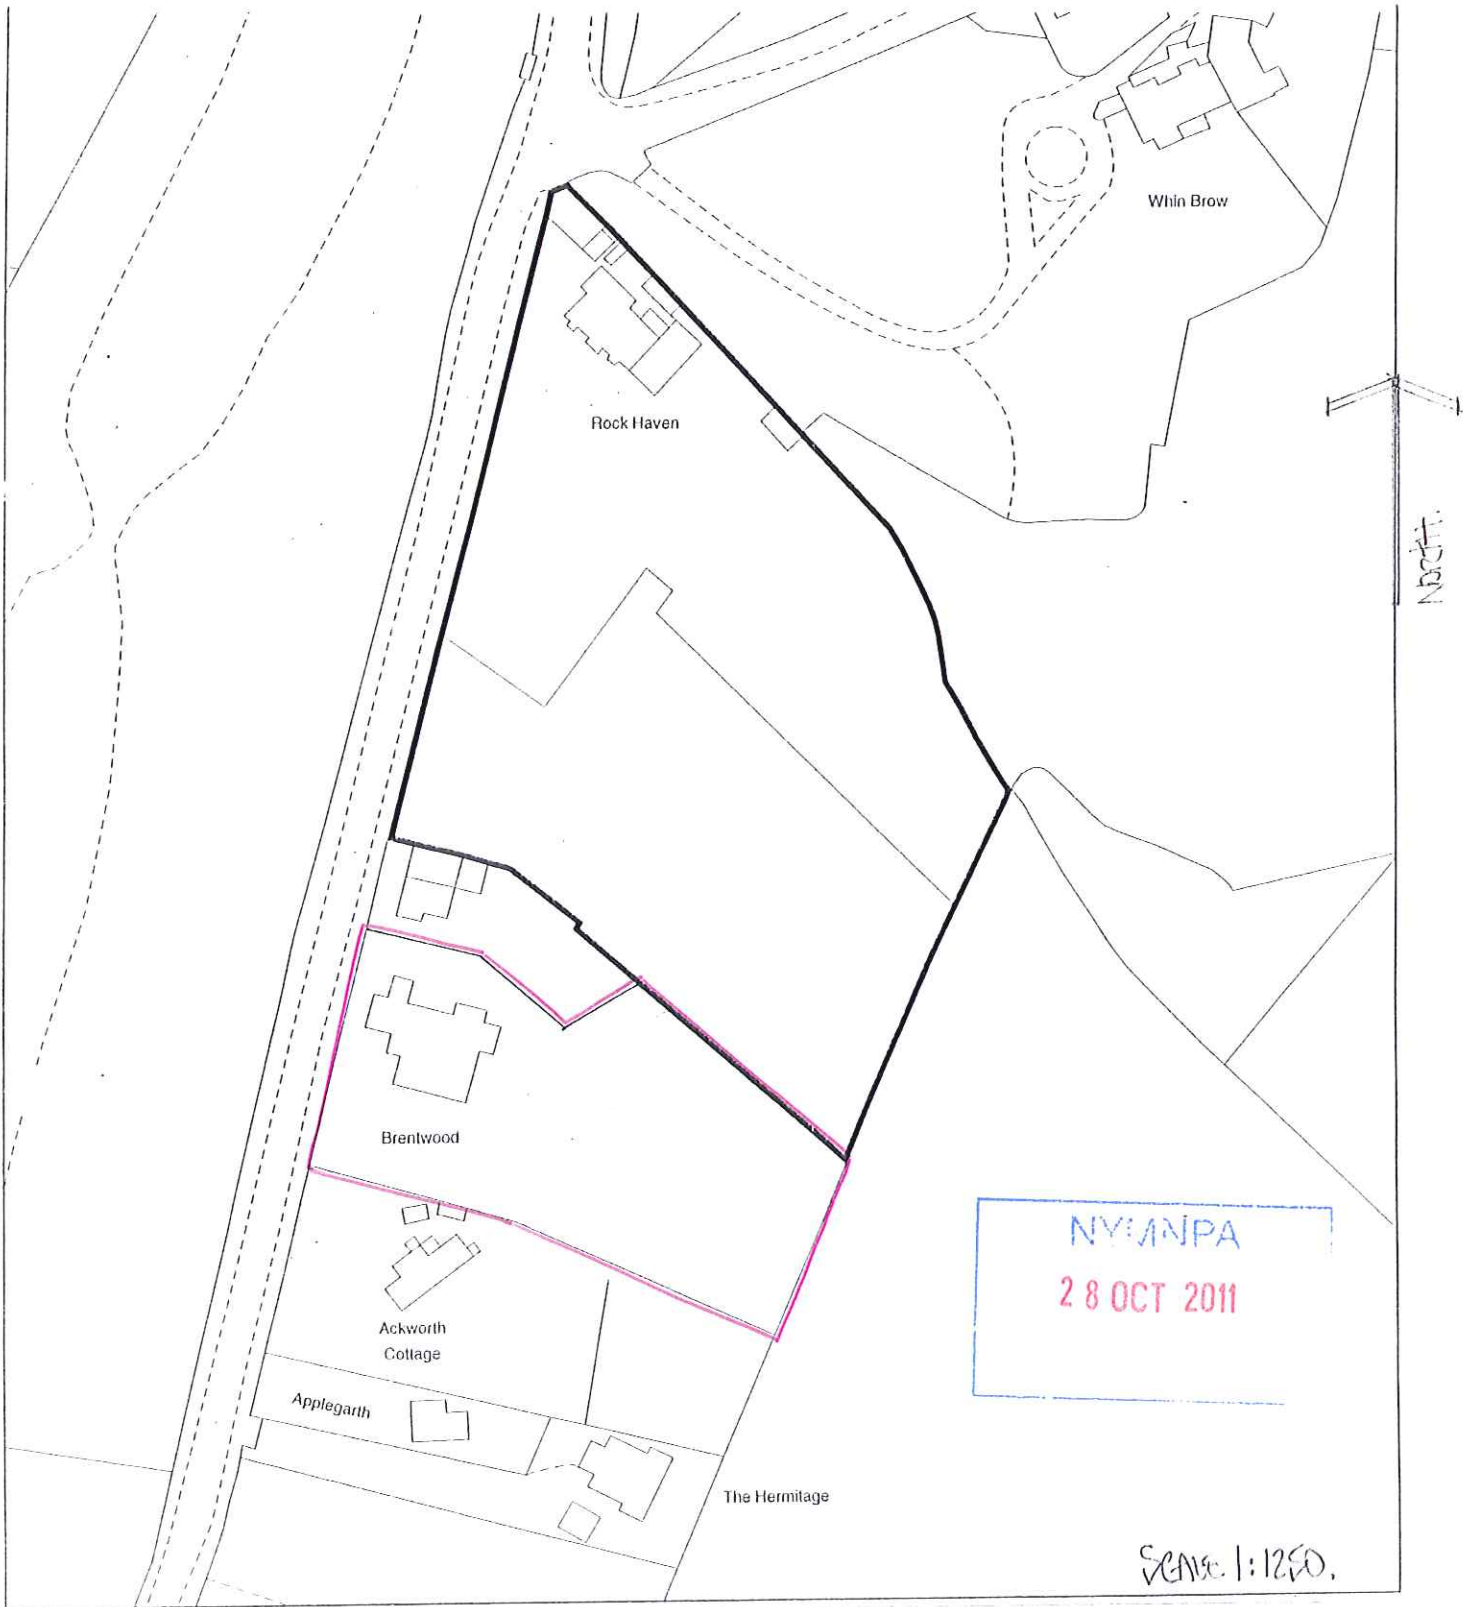 Whin Brow
Rock Haven
North.
Brentwood
NYMNPA
28 OCT 2011
Ackworth
Cottage
Applegarth
The Hermitage
SCALE 1:1250.